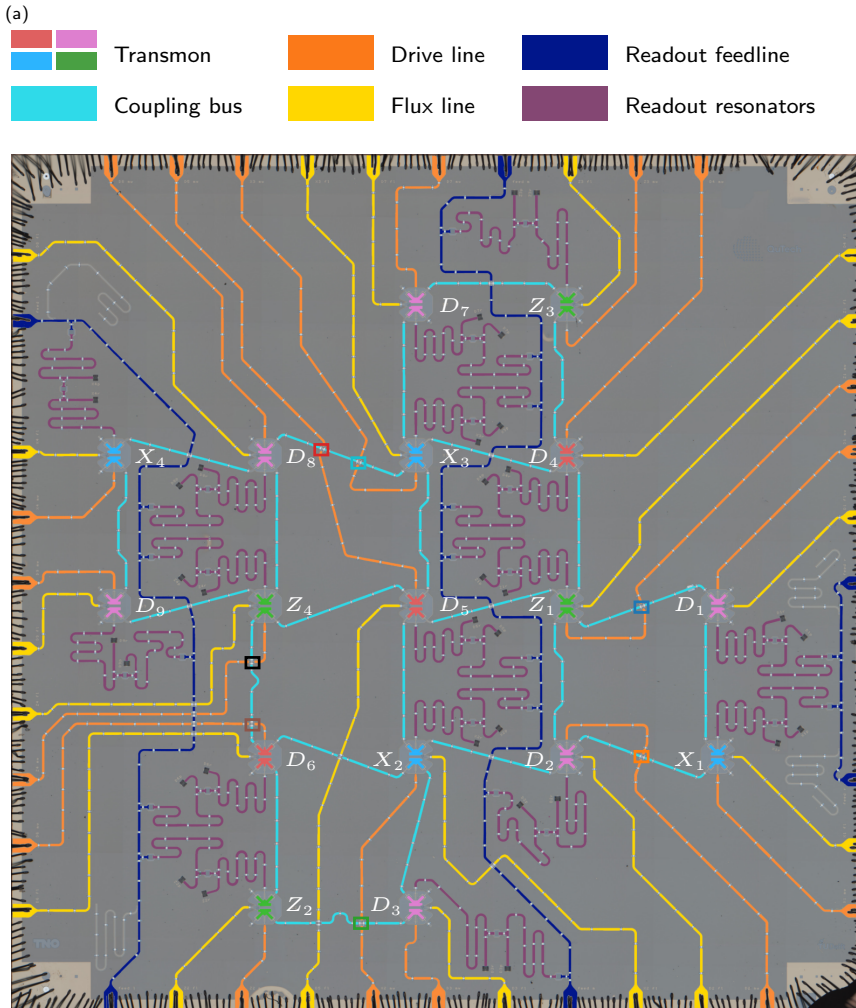 (a)
Transmon Drive line Readout feedline
Coupling bus Flux line Readout resonators
D₇ Z₃
X₄ D₈ X₃ D₄
D₉ Z₄ D₅ Z₁ D₁
D₆ X₂ D₂ X₁
Z₂ D₃
TNO